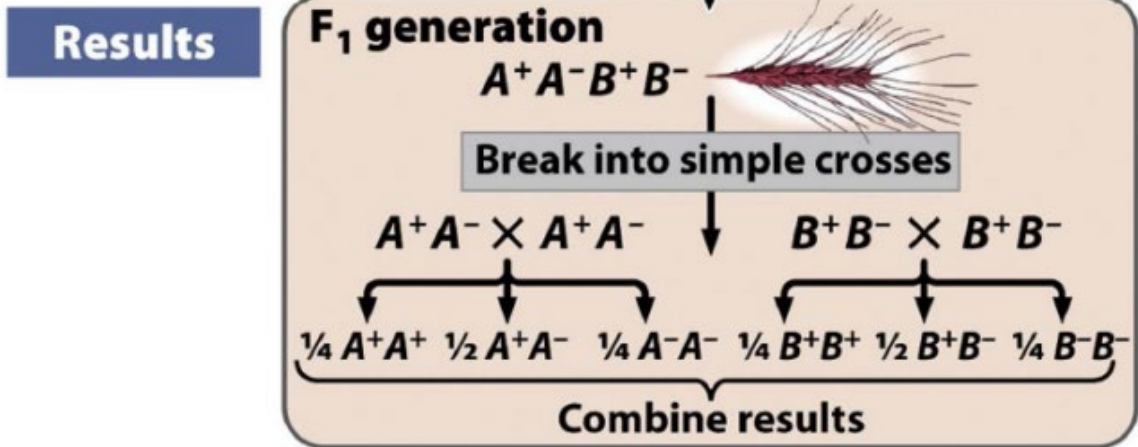 Results
F₁ generation
A⁺A⁻B⁺B⁻
Break into simple crosses
A⁺A⁻ × A⁺A⁻ B⁺B⁻ × B⁺B⁻
¼ A⁺A⁺ ½ A⁺A⁻ ¼ A⁻A⁻ ¼ B⁺B⁺ ½ B⁺B⁻ ¼ B⁻B⁻
Combine results